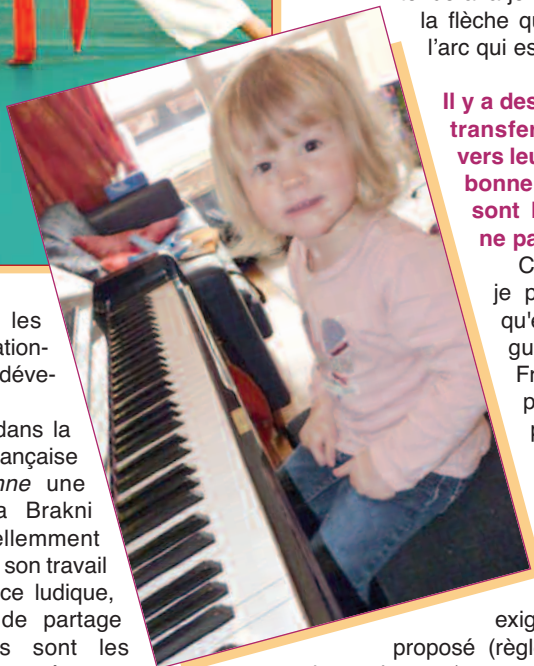 les
ation-
déve-
dans la
ançaise
nne une
a Brakni
ellemment
son travail
ce ludique,
de partage
s sont les
la flèche qu
l'arc qui es
Il y a des
transfer
vers leu
bonne
sont l
ne pa
C
je p
qu'e
gu
Fr
p
p
exig
proposé (règl